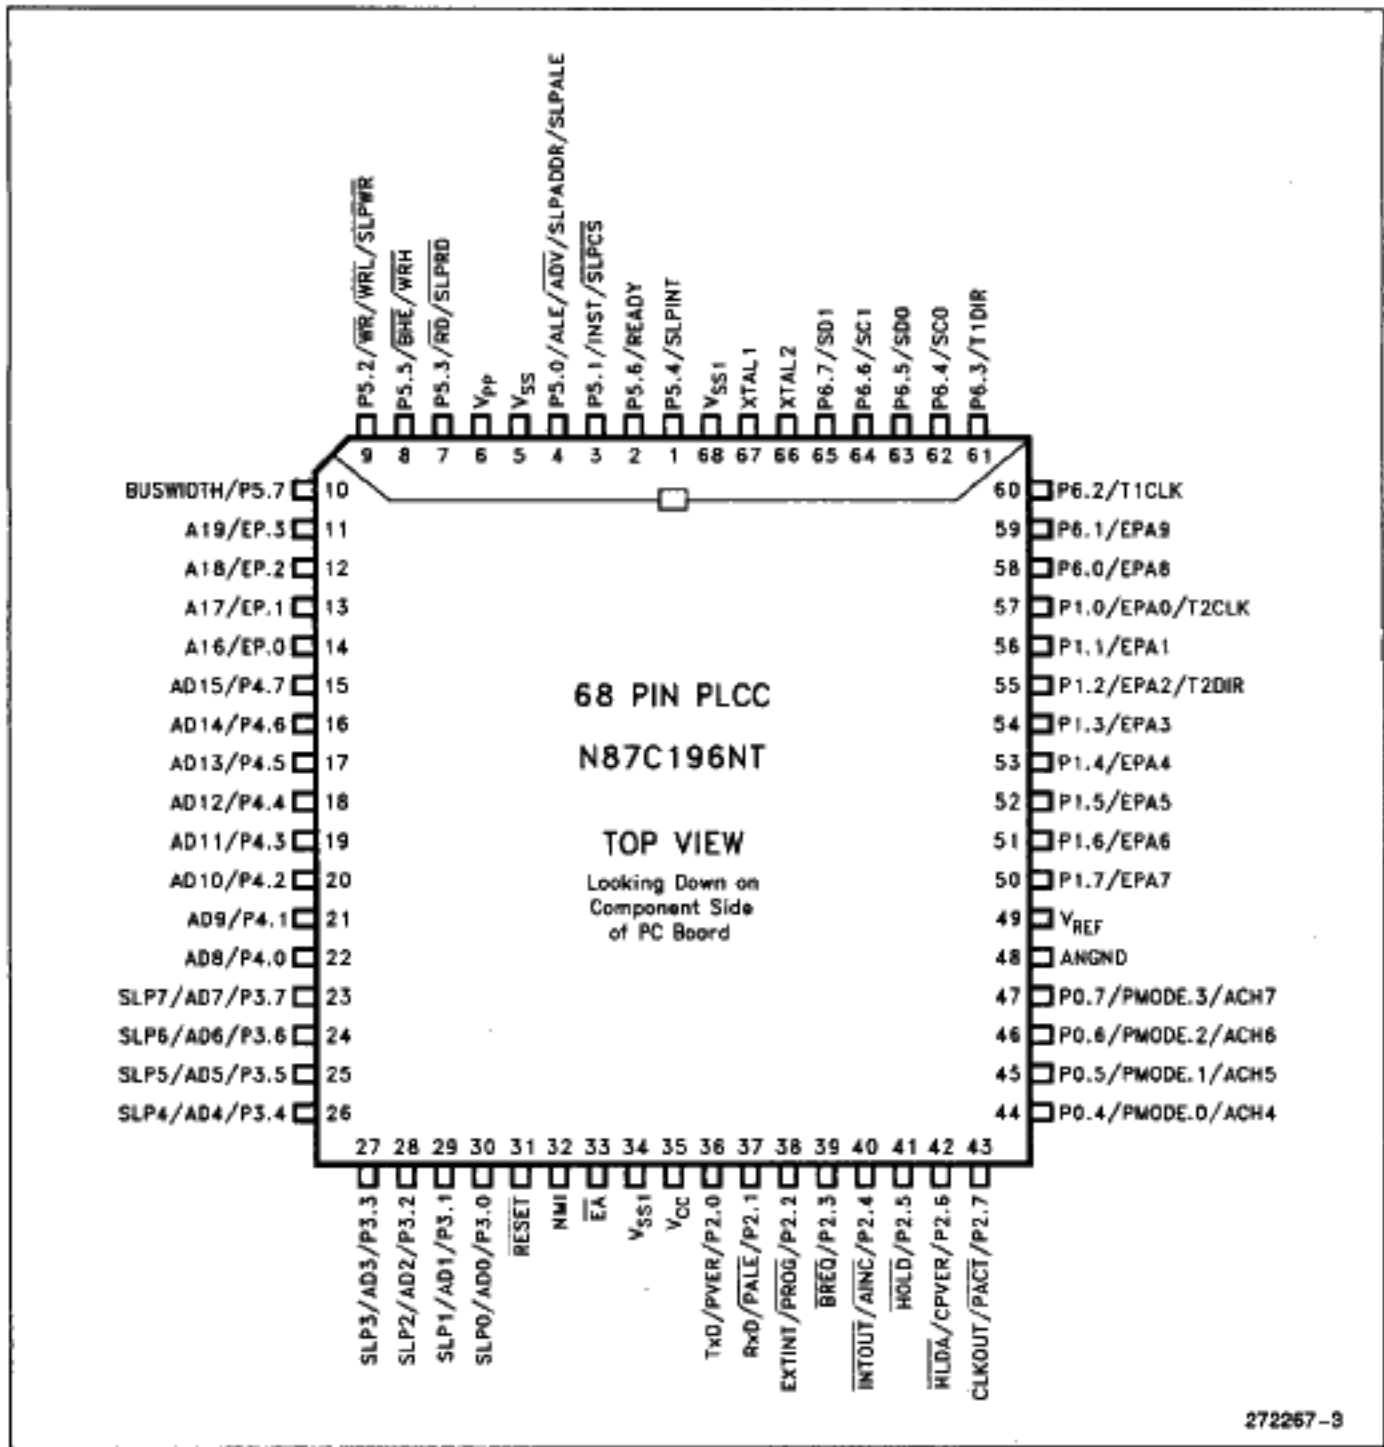 P5.2/WR/WRL/SLPWR
P5.5/BHE/WRH
P5.3/RD/SLPRD
VPP
VSS
P5.0/ALE/ADV/SLPADDR/SLPALE
P5.1/INST/SLPCS
P5.6/READY
P5.4/SLPINT
VSS1
XTAL1
XTAL2
P6.7/SD1
P6.6/SC1
P6.5/SD0
P6.4/SC0
P6.3/T1DIR
9 8 7 6 5 4 3 2 1 68 67 66 65 64 63 62 61
BUSWIDTH/P5.7 10
A19/EP.3 11
A18/EP.2 12
A17/EP.1 13
A16/EP.0 14
AD15/P4.7 15
AD14/P4.6 16
AD13/P4.5 17
AD12/P4.4 18
AD11/P4.3 19
AD10/P4.2 20
AD9/P4.1 21
AD8/P4.0 22
SLP7/AD7/P3.7 23
SLP6/AD6/P3.6 24
SLP5/AD5/P3.5 25
SLP4/AD4/P3.4 26
68 PIN PLCC
N87C196NT
TOP VIEW
Looking Down on
Component Side
of PC Board
60 P6.2/T1CLK
59 P6.1/EPA9
58 P6.0/EPA8
57 P1.0/EPA0/T2CLK
56 P1.1/EPA1
55 P1.2/EPA2/T2DIR
54 P1.3/EPA3
53 P1.4/EPA4
52 P1.5/EPA5
51 P1.6/EPA6
50 P1.7/EPA7
49 VREF
48 ANGND
47 P0.7/PMODE.3/ACH7
46 P0.6/PMODE.2/ACH6
45 P0.5/PMODE.1/ACH5
44 P0.4/PMODE.0/ACH4
27 28 29 30 31 32 33 34 35 36 37 38 39 40 41 42 43
SLP3/AD3/P3.3
SLP2/AD2/P3.2
SLP1/AD1/P3.1
SLP0/AD0/P3.0
RESET
NMI
EA
VSS1
VCC
TxD/PVER/P2.0
RxD/PALE/P2.1
EXTINT/PROG/P2.2
BREQ/P2.3
INTOUT/AINC/P2.4
HOLD/P2.5
HLDA/CPVER/P2.6
CLKOUT/PACT/P2.7
272267-3